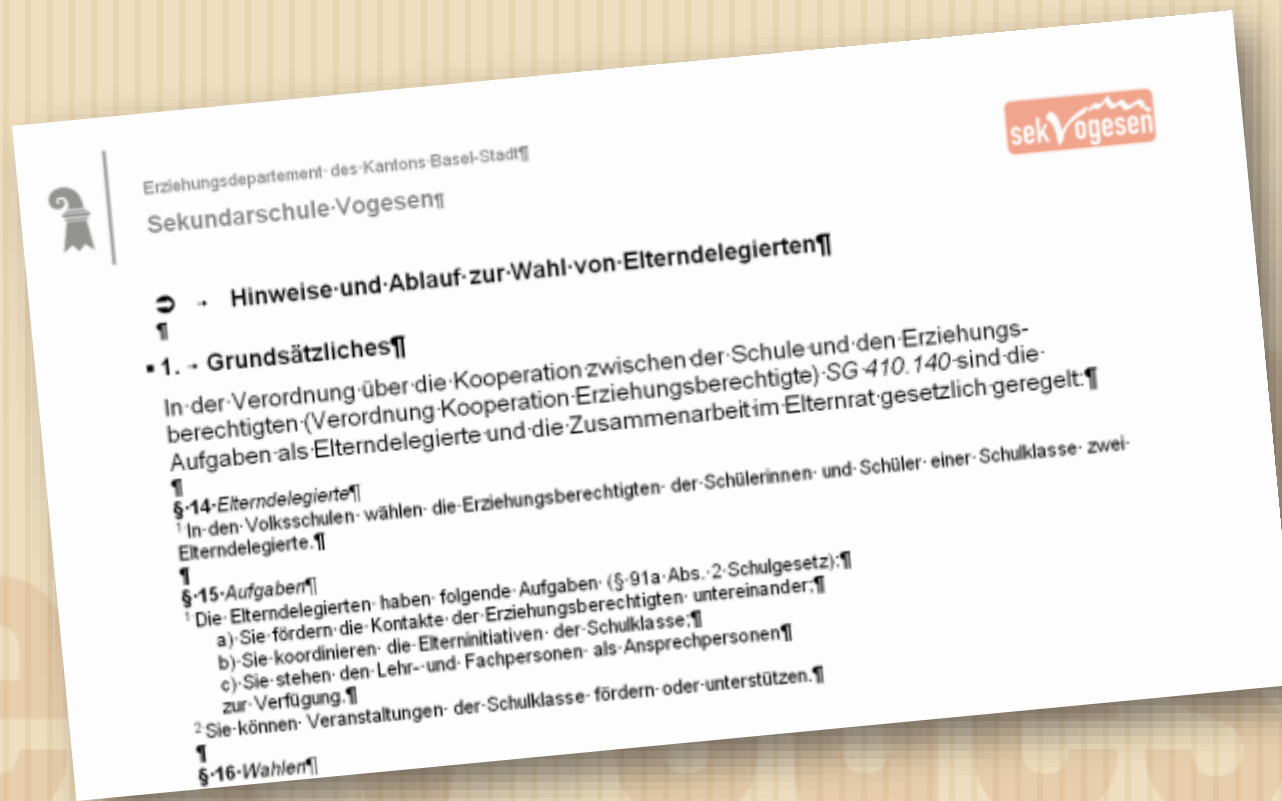 Erziehungsdepartement des Kantons Basel-Stadt¶
Sekundarschule Vogesen¶
sekVogesen
➲ → Hinweise und Ablauf zur Wahl von Elterndelegierten¶
¶
▪ 1. → Grundsätzliches¶
In der Verordnung über die Kooperation zwischen der Schule und den Erziehungs-
berechtigten (Verordnung Kooperation Erziehungsberechtigte) SG 410.140 sind die
Aufgaben als Elterndelegierte und die Zusammenarbeit im Elternrat gesetzlich geregelt:¶
¶
§ 14 Elterndelegierte¶
1 In den Volksschulen wählen die Erziehungsberechtigten der Schülerinnen und Schüler einer Schulklasse zwei
Elterndelegierte.¶
¶
§ 15 Aufgaben¶
1 Die Elterndelegierten haben folgende Aufgaben (§ 91a Abs. 2 Schulgesetz):¶
a) Sie fördern die Kontakte der Erziehungsberechtigten untereinander;¶
b) Sie koordinieren die Elterninitiativen der Schulklasse;¶
c) Sie stehen den Lehr- und Fachpersonen als Ansprechpersonen¶
zur Verfügung.¶
2 Sie können Veranstaltungen der Schulklasse fördern oder unterstützen.¶
¶
§ 16 Wahlen¶